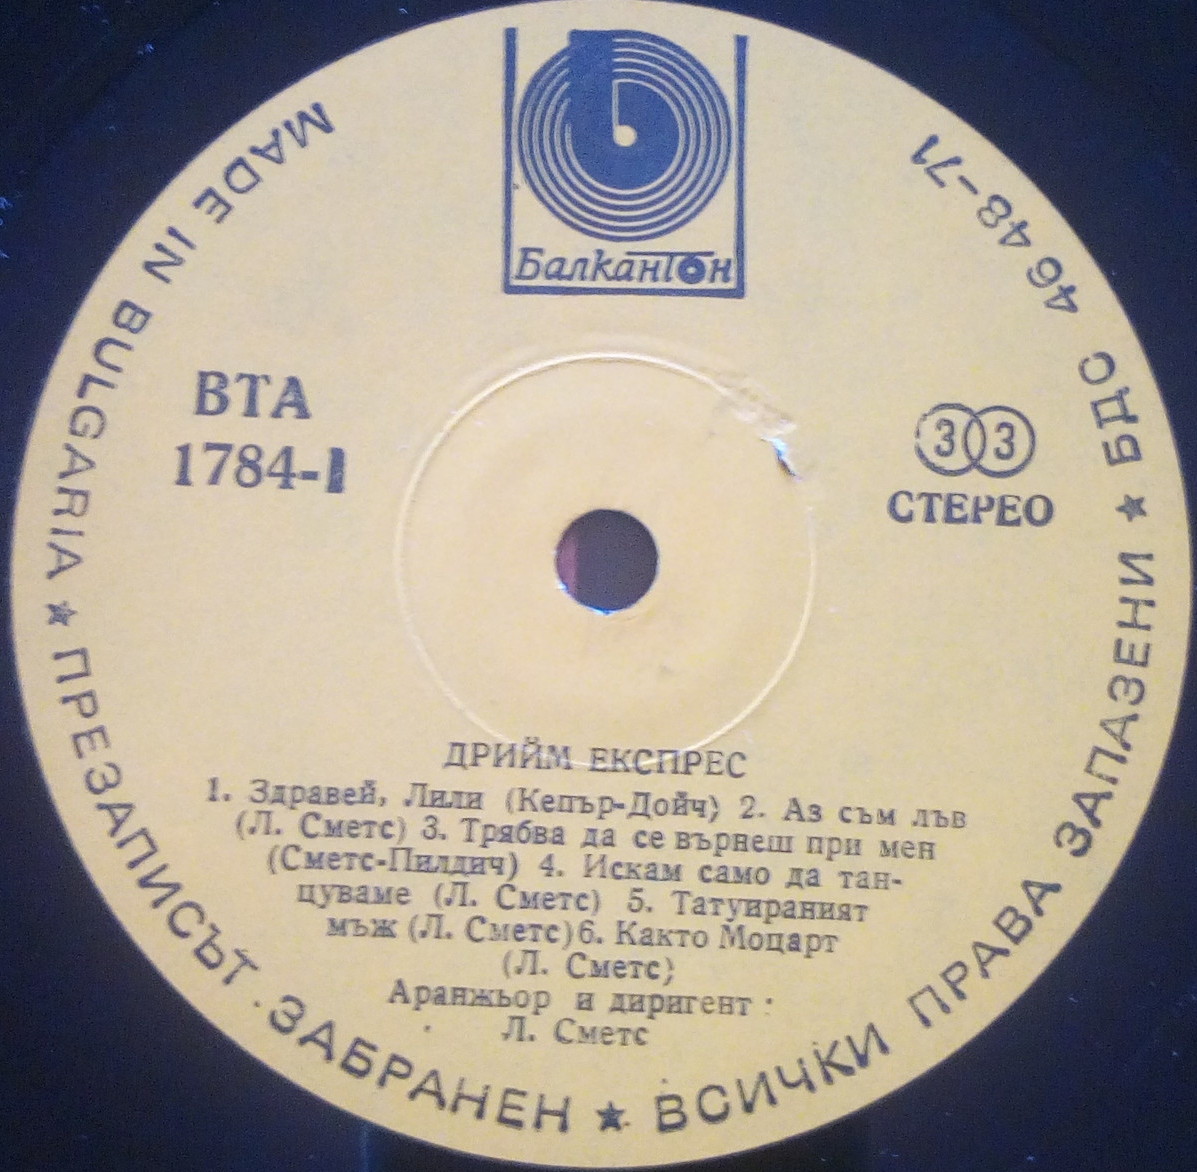 Балкантон
MADE IN BULGARIA ★ ПРЕЗАПИСЪТ ЗАБРАНЕН ★ ВСИЧКИ ПРАВА ЗАПАЗЕНИ ★ БДС 4648-71
ВТА
1784-I
33
СТЕРЕО
ДРИЙМ ЕКСПРЕС
1. Здравей, Лили (Кепър-Дойч) 2. Аз съм лъв
(Л. Сметс) 3. Трябва да се върнеш при мен
(Сметс-Пилдич) 4. Искам само да тан-
цуваме (Л. Сметс) 5. Татуираният
мъж (Л. Сметс) 6. Както Моцарт
(Л. Сметс)
Аранжьор и диригент :
Л. Сметс